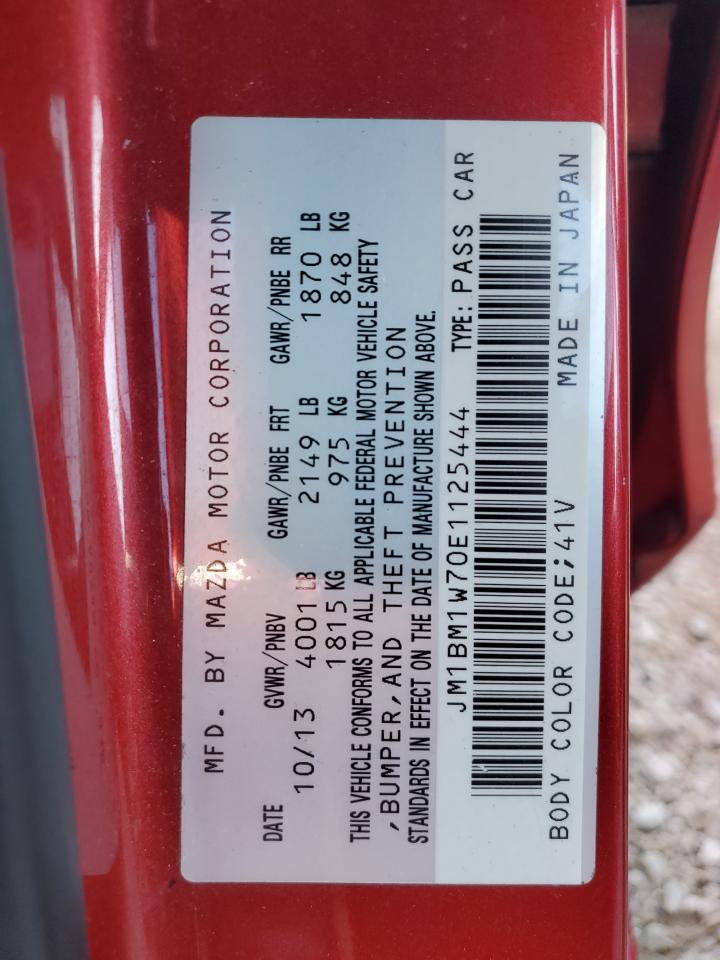 MFD. BY MAZDA MOTOR CORPORATION
DATE GVWR/PNBV GAWR/PNBE FRT GAWR/PNBE RR
10/13 4001 LB 2149 LB 1870 LB
1815 KG 975 KG 848 KG
THIS VEHICLE CONFORMS TO ALL APPLICABLE FEDERAL MOTOR VEHICLE SAFETY
,BUMPER,AND THEFT PREVENTION
STANDARDS IN EFFECT ON THE DATE OF MANUFACTURE SHOWN ABOVE.
JM1BM1W70E1125444 TYPE: PASS CAR
BODY COLOR CODE;41V MADE IN JAPAN